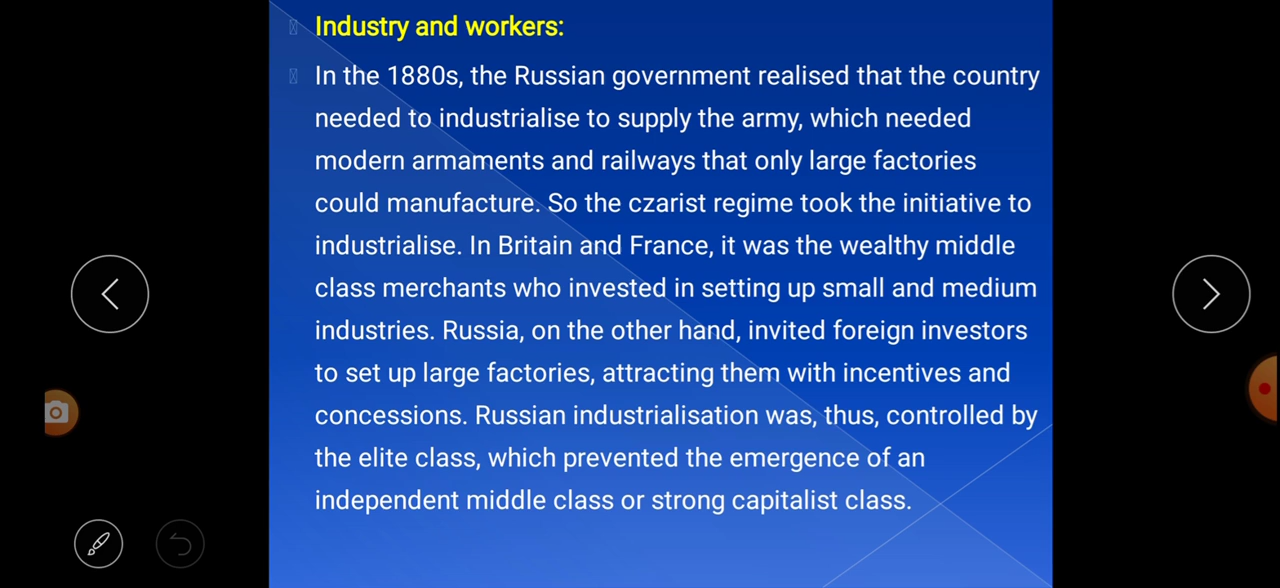 Industry and workers:
In the 1880s, the Russian government realised that the country
needed to industrialise to supply the army, which needed
modern armaments and railways that only large factories
could manufacture. So the czarist regime took the initiative to
industrialise. In Britain and France, it was the wealthy middle
class merchants who invested in setting up small and medium
industries. Russia, on the other hand, invited foreign investors
to set up large factories, attracting them with incentives and
concessions. Russian industrialisation was, thus, controlled by
the elite class, which prevented the emergence of an
independent middle class or strong capitalist class.